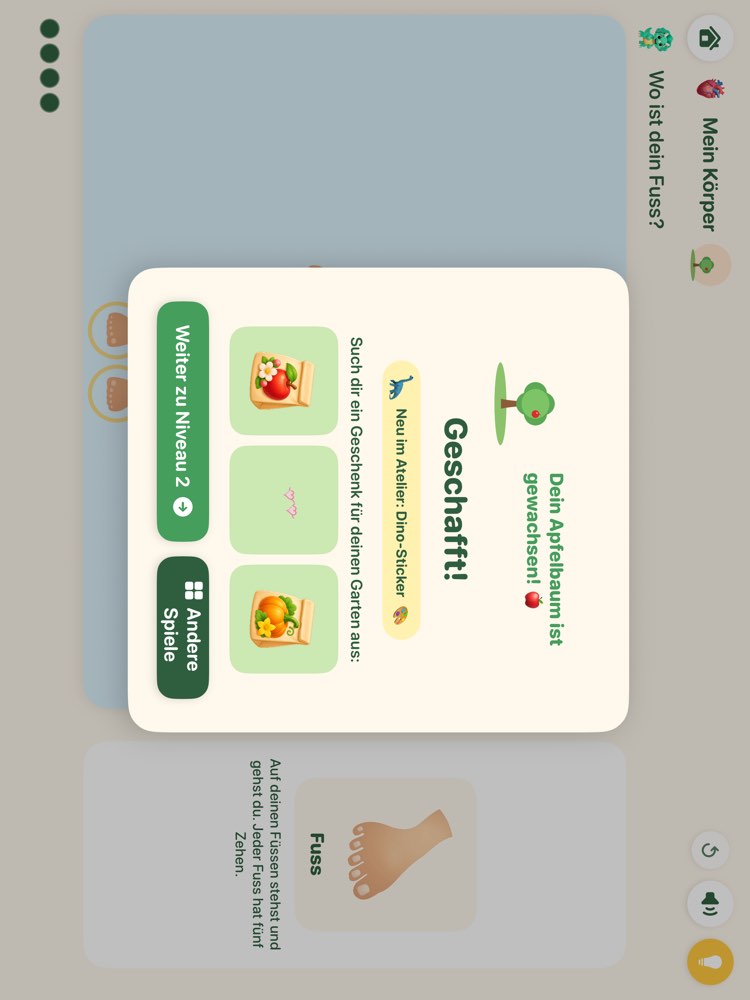 Mein Körper
Wo ist dein Fuss?
Dein Apfelbaum ist
gewachsen!
Geschafft!
Neu im Atelier: Dino-Sticker
Such dir ein Geschenk für deinen Garten aus:
Weiter zu Niveau 2
Andere
Spiele
Fuss
Auf deinen Füssen stehst und
gehst du. Jeder Fuss hat fünf
Zehen.